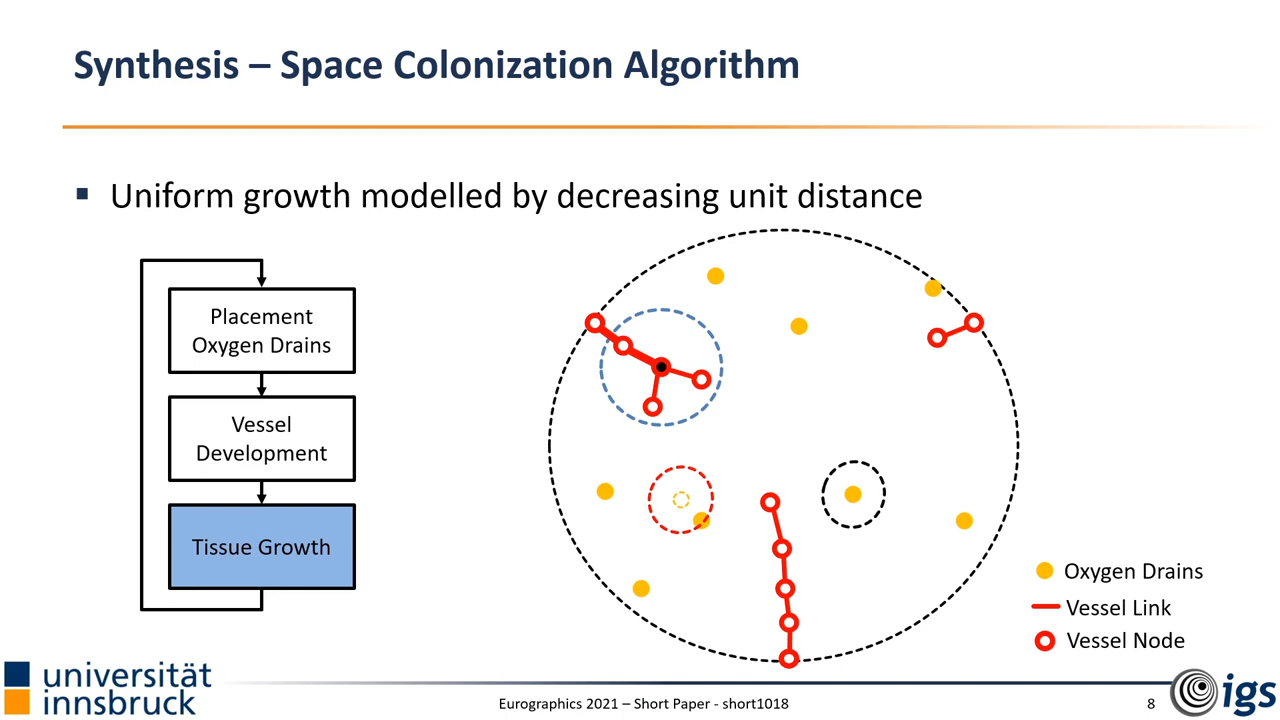 Synthesis – Space Colonization Algorithm
▪ Uniform growth modelled by decreasing unit distance
Placement
Oxygen Drains
Vessel
Development
Tissue Growth
Oxygen Drains
Vessel Link
Vessel Node
universität
innsbruck
Eurographics 2021 – Short Paper - short1018
8
igs